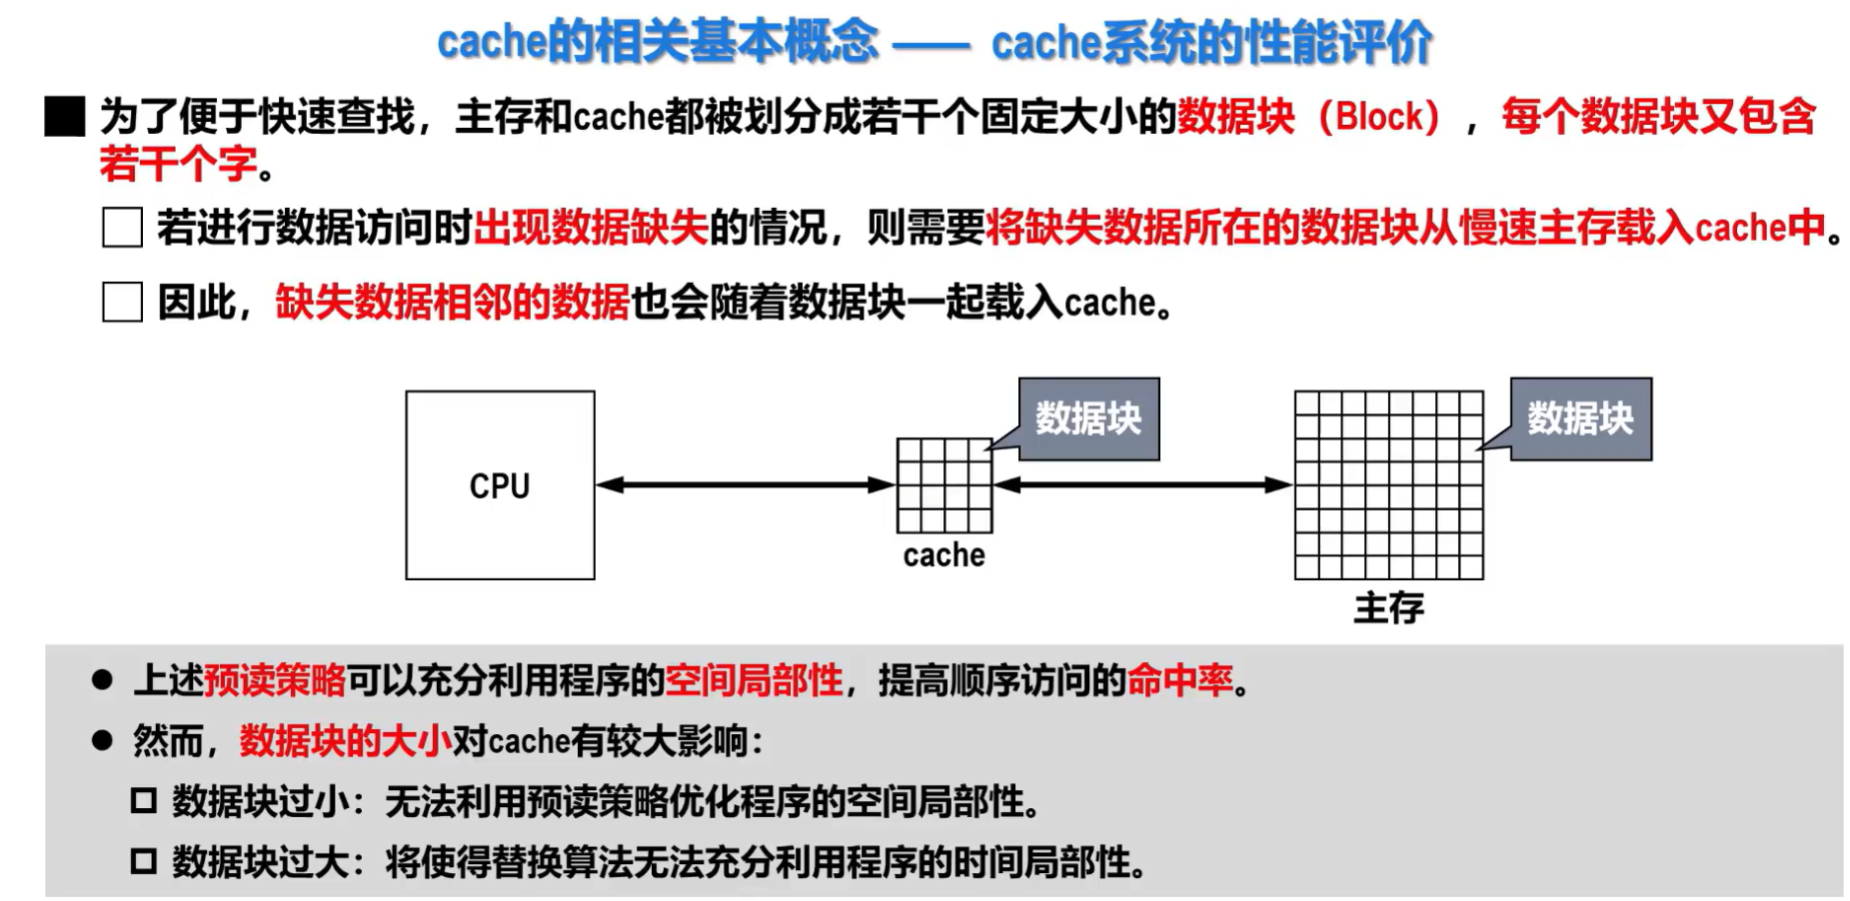 cache的相关基本概念 —— cache系统的性能评价
为了便于快速查找，主存和cache都被划分成若干个固定大小的数据块（Block），每个数据块又包含
若干个字。
若进行数据访问时出现数据缺失的情况，则需要将缺失数据所在的数据块从慢速主存载入cache中。
因此，缺失数据相邻的数据也会随着数据块一起载入cache。
数据块
数据块
CPU
cache
主存
上述预读策略可以充分利用程序的空间局部性，提高顺序访问的命中率。
然而，数据块的大小对cache有较大影响：
数据块过小：无法利用预读策略优化程序的空间局部性。
数据块过大：将使得替换算法无法充分利用程序的时间局部性。